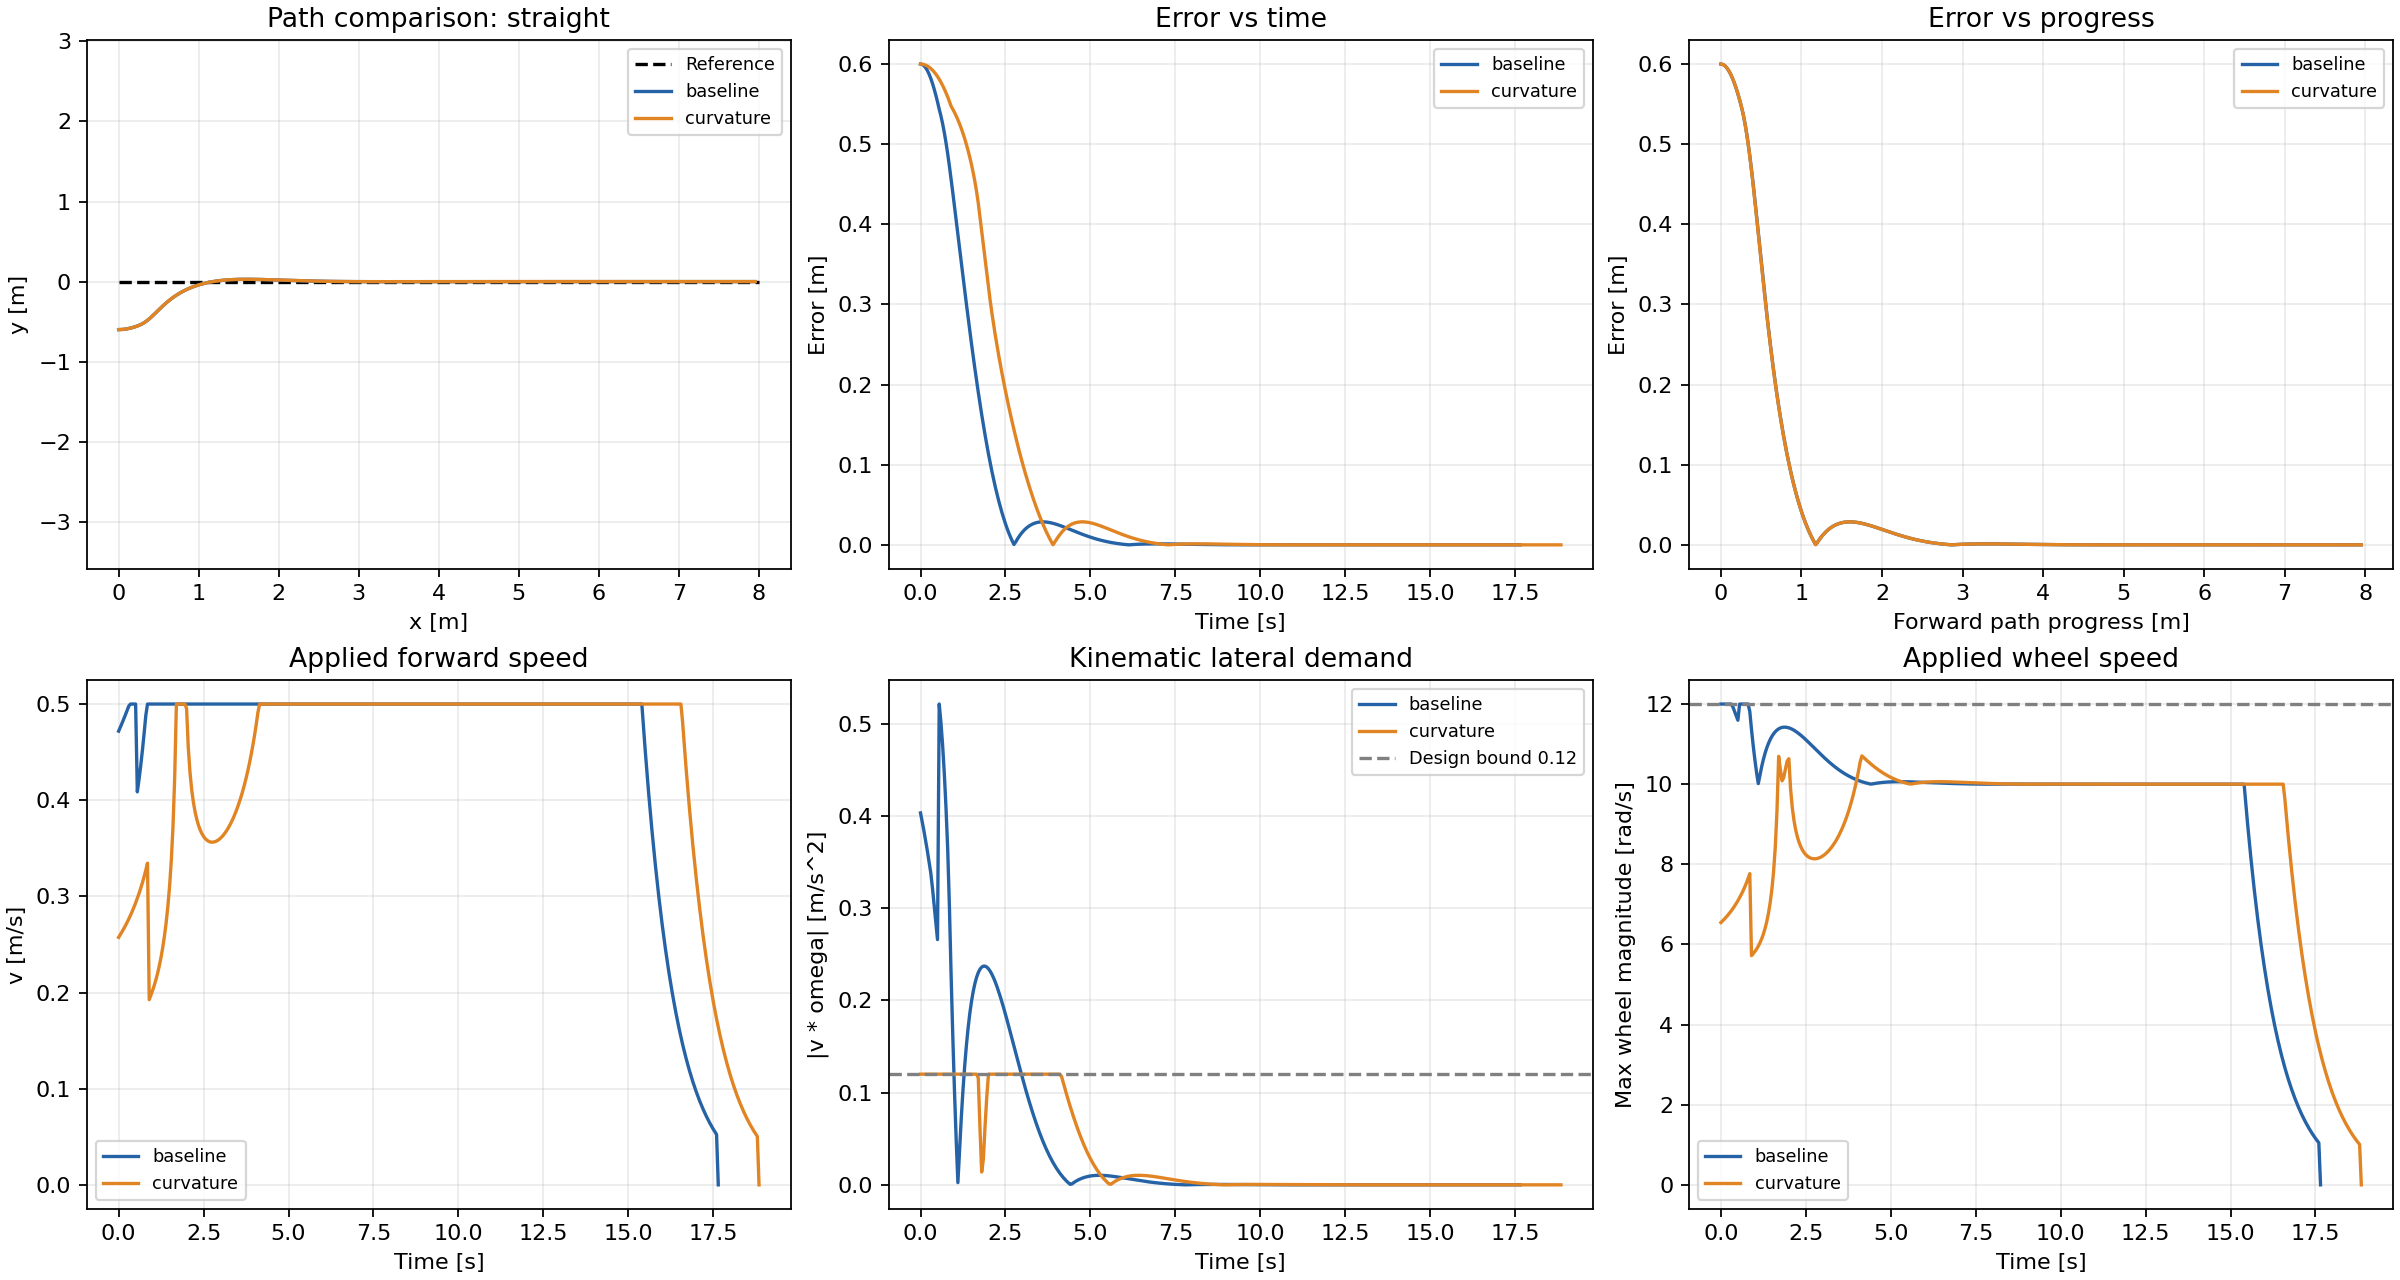 Path comparison: straight
3
2
1
0
−1
−2
−3
y [m]
0 1 2 3 4 5 6 7 8
x [m]
Reference
baseline
curvature
Error vs time
0.6
0.5
0.4
0.3
0.2
0.1
0.0
Error [m]
0.0 2.5 5.0 7.5 10.0 12.5 15.0 17.5
Time [s]
baseline
curvature
Error vs progress
0.6
0.5
0.4
0.3
0.2
0.1
0.0
Error [m]
0 1 2 3 4 5 6 7 8
Forward path progress [m]
baseline
curvature
Applied forward speed
0.5
0.4
0.3
0.2
0.1
0.0
v [m/s]
0.0 2.5 5.0 7.5 10.0 12.5 15.0 17.5
Time [s]
baseline
curvature
Kinematic lateral demand
0.5
0.4
0.3
0.2
0.1
0.0
|v * omega| [m/s^2]
0.0 2.5 5.0 7.5 10.0 12.5 15.0 17.5
Time [s]
baseline
curvature
Design bound 0.12
Applied wheel speed
12
10
8
6
4
2
0
Max wheel magnitude [rad/s]
0.0 2.5 5.0 7.5 10.0 12.5 15.0 17.5
Time [s]
baseline
curvature